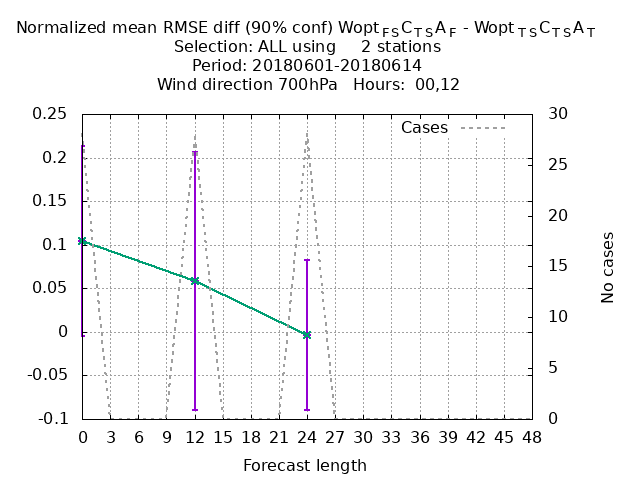 Normalized mean RMSE diff (90% conf) Wopt FS C TS A F - Wopt TS C TS A T
Selection: ALL using 2 stations
Period: 20180601-20180614
Wind direction 700hPa Hours: 00,12
0.25
0.2
0.15
0.1
0.05
0
-0.05
-0.1
Cases
30
25
20
15
10
5
0
No cases
0 3 6 9 12 15 18 21 24 27 30 33 36 39 42 45 48
Forecast length